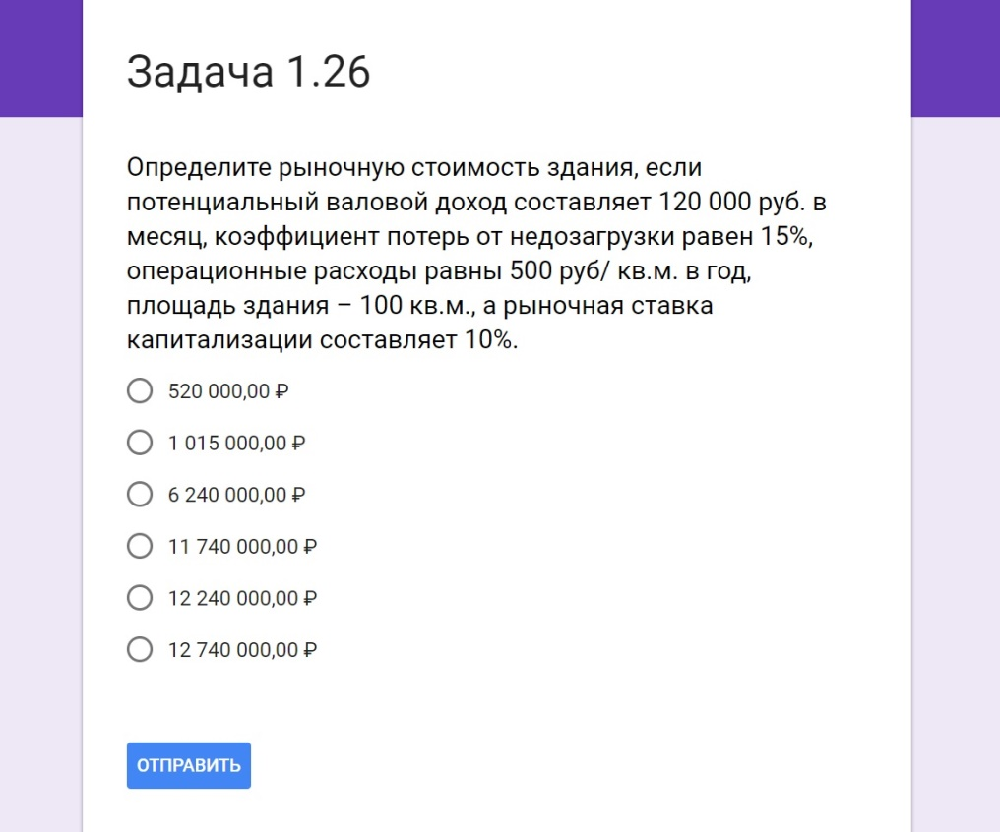 Задача 1.26
Определите рыночную стоимость здания, если
потенциальный валовой доход составляет 120 000 руб. в
месяц, коэффициент потерь от недозагрузки равен 15%,
операционные расходы равны 500 руб/ кв.м. в год,
площадь здания – 100 кв.м., а рыночная ставка
капитализации составляет 10%.
520 000,00 ₽
1 015 000,00 ₽
6 240 000,00 ₽
11 740 000,00 ₽
12 240 000,00 ₽
12 740 000,00 ₽
ОТПРАВИТЬ